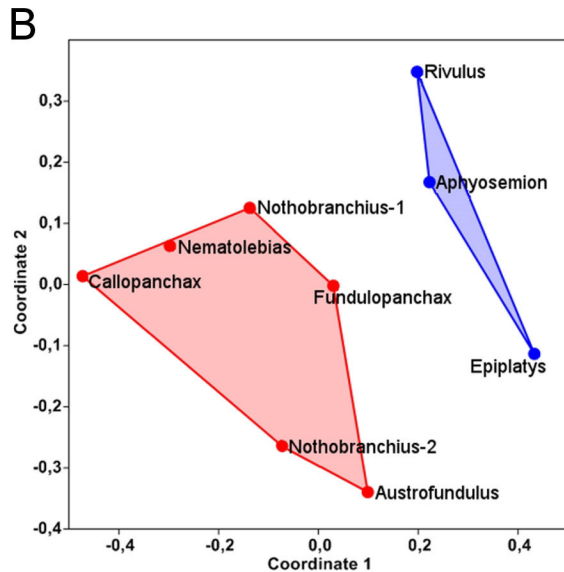 B
Coordinate 2
0,3
0,2
0,1
0,0
-0,1
-0,2
-0,3
-0,4
Rivulus
Aphyosemion
Nothobranchius-1
Nematolebias
Callopanchax
Fundulopanchax
Epiplatys
Nothobranchius-2
Austrofundulus
-0,4 -0,2 0,0 0,2 0,4
Coordinate 1